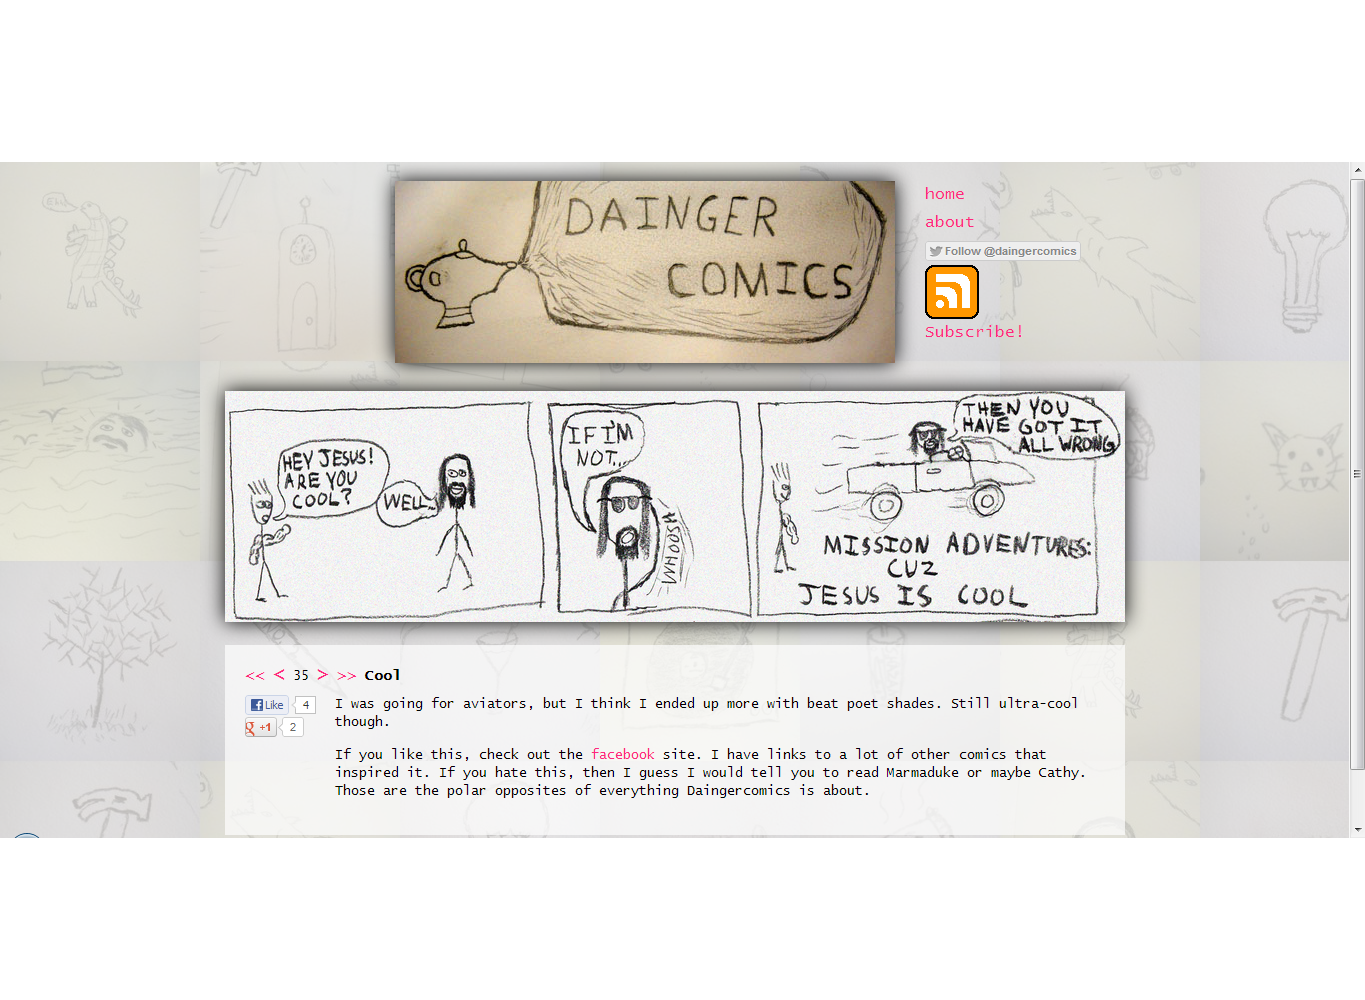 DAINGER
COMICS
home
about
Follow @daingercomics
Subscribe!
HEY JESUS!
ARE YOU
COOL?
WELL...
IF I'M
NOT...
WHOOSH
THEN YOU
HAVE GOT IT
ALL WRONG
MISSION ADVENTURES:
CUZ
JESUS IS COOL
<< < 35 > >> Cool
Like 4
+1 2
I was going for aviators, but I think I ended up more with beat poet shades. Still ultra-cool
though.
If you like this, check out the facebook site. I have links to a lot of other comics that
inspired it. If you hate this, then I guess I would tell you to read Marmaduke or maybe Cathy.
Those are the polar opposites of everything Daingercomics is about.